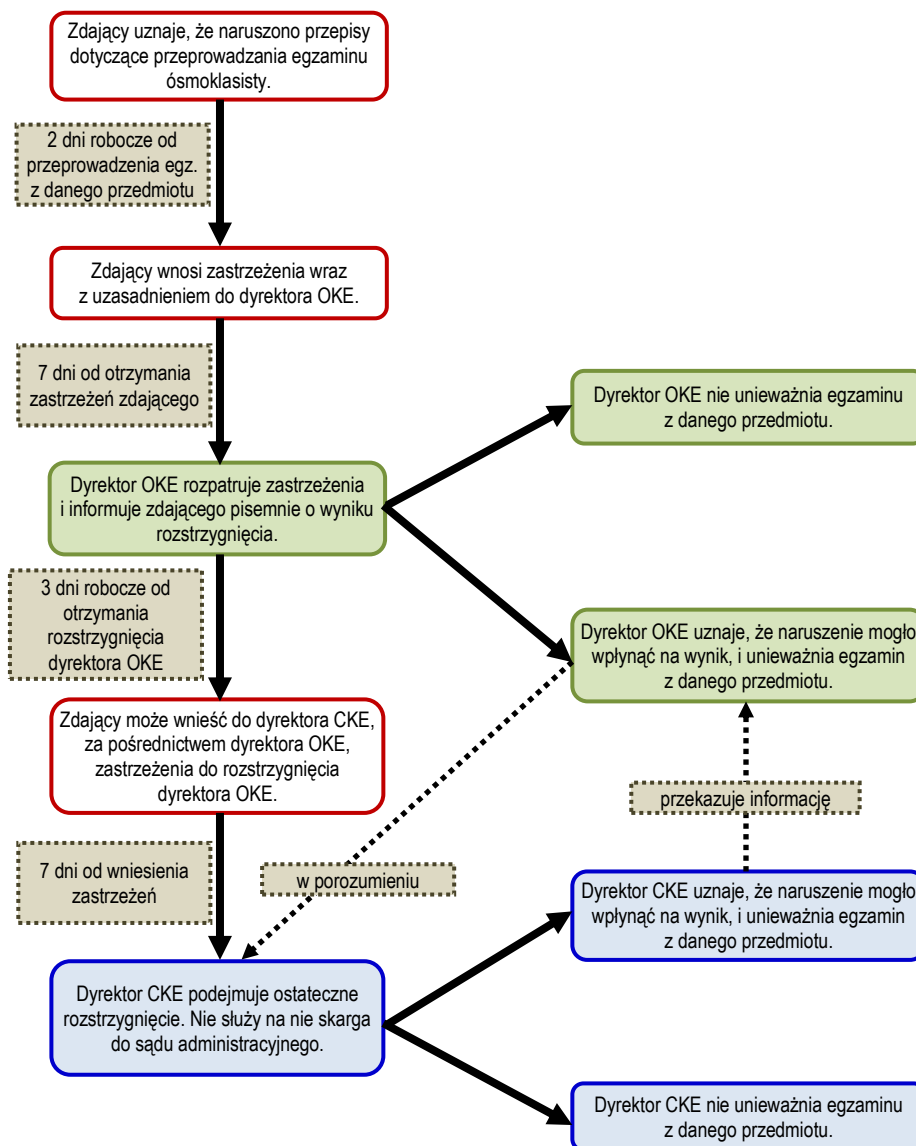 Zdający uznaje, że naruszono przepisy
dotyczące przeprowadzania egzaminu
ósmoklasisty.
2 dni robocze od
przeprowadzenia egz.
z danego przedmiotu
Zdający wnosi zastrzeżenia wraz
z uzasadnieniem do dyrektora OKE.
7 dni od otrzymania
zastrzeżeń zdającego
Dyrektor OKE nie unieważnia egzaminu
z danego przedmiotu.
Dyrektor OKE rozpatruje zastrzeżenia
i informuje zdającego pisemnie o wyniku
rozstrzygnięcia.
3 dni robocze od
otrzymania
rozstrzygnięcia
dyrektora OKE
Dyrektor OKE uznaje, że naruszenie mogło
wpłynąć na wynik, i unieważnia egzamin
z danego przedmiotu.
Zdający może wnieść do dyrektora CKE,
za pośrednictwem dyrektora OKE,
zastrzeżenia do rozstrzygnięcia
dyrektora OKE.
przekazuje informację
7 dni od wniesienia
zastrzeżeń
w porozumieniu
Dyrektor CKE uznaje, że naruszenie mogło
wpłynąć na wynik, i unieważnia egzamin
z danego przedmiotu.
Dyrektor CKE podejmuje ostateczne
rozstrzygnięcie. Nie służy na nie skarga
do sądu administracyjnego.
Dyrektor CKE nie unieważnia egzaminu
z danego przedmiotu.